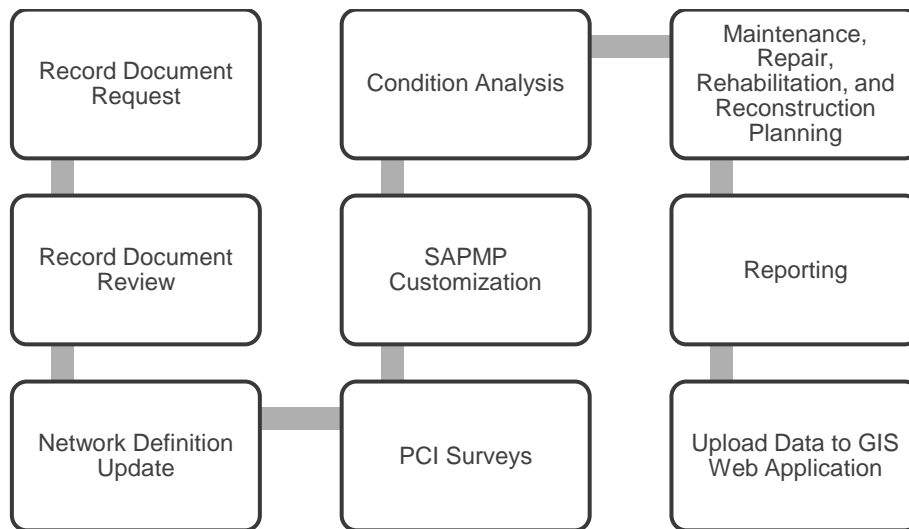 Record Document
Request
Record Document
Review
Network Definition
Update
PCI Surveys
SAPMP
Customization
Condition Analysis
Maintenance,
Repair,
Rehabilitation, and
Reconstruction
Planning
Reporting
Upload Data to GIS
Web Application